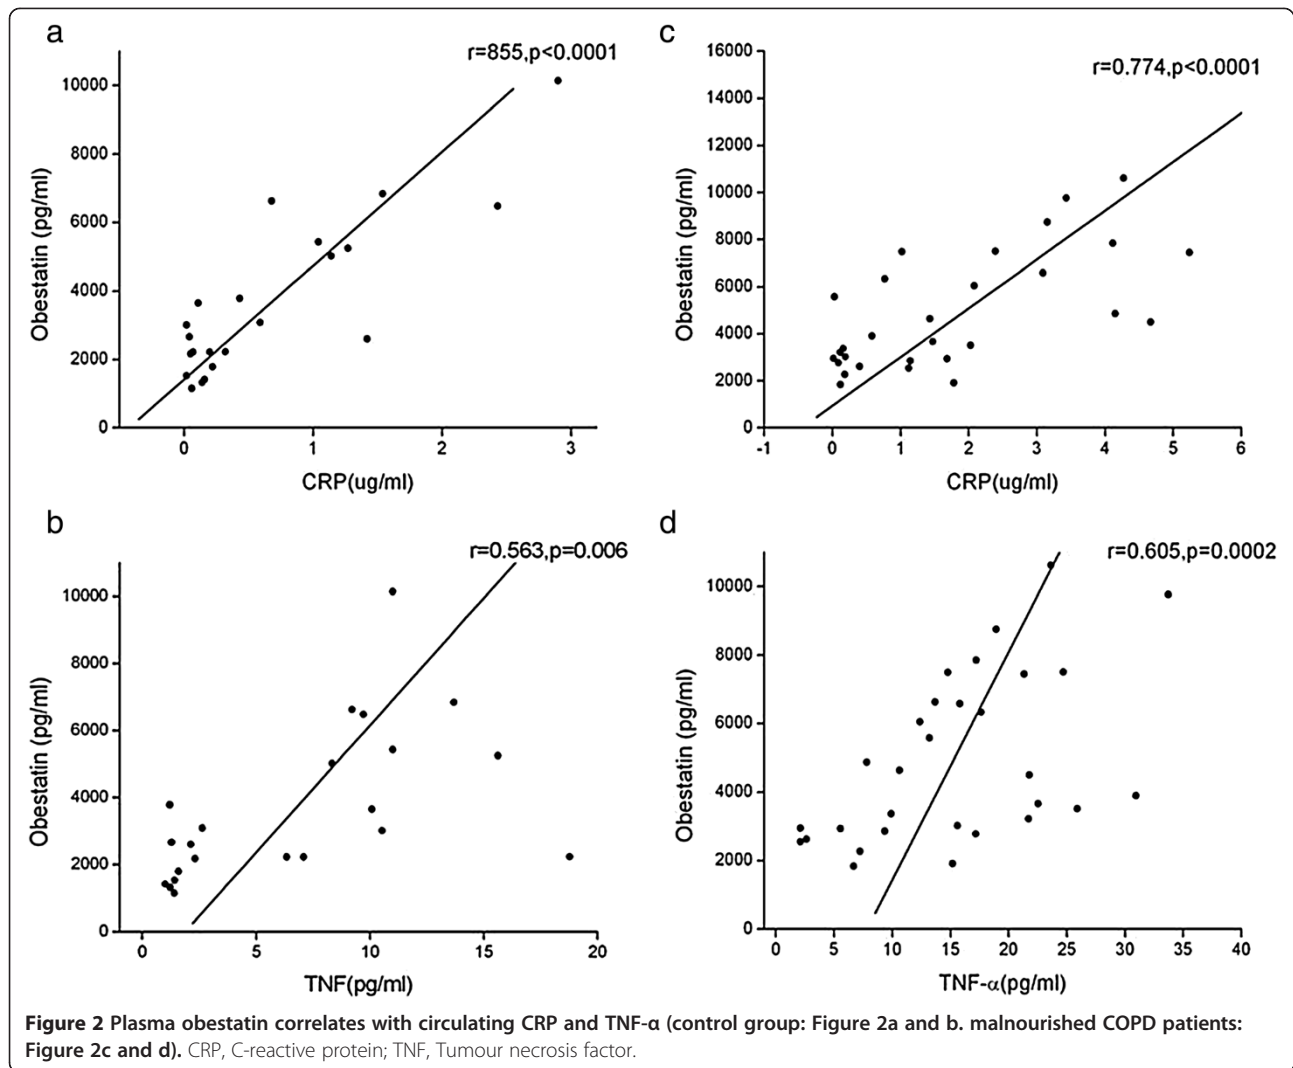 a
r=855,p<0.0001
10000
8000
6000
4000
2000
0
Obestatin (pg/ml)
0 1 2 3
CRP(ug/ml)
c
r=0.774,p<0.0001
16000
14000
12000
10000
8000
6000
4000
2000
0
Obestatin (pg/ml)
-1 0 1 2 3 4 5 6
CRP(ug/ml)
b
r=0.563,p=0.006
10000
8000
6000
4000
2000
0
Obestatin (pg/ml)
0 5 10 15 20
TNF(pg/ml)
d
r=0.605,p=0.0002
10000
8000
6000
4000
2000
0
Obestatin (pg/ml)
0 5 10 15 20 25 30 35 40
TNF-α(pg/ml)
Figure 2 Plasma obestatin correlates with circulating CRP and TNF-α (control group: Figure 2a and b. malnourished COPD patients:
Figure 2c and d). CRP, C-reactive protein; TNF, Tumour necrosis factor.